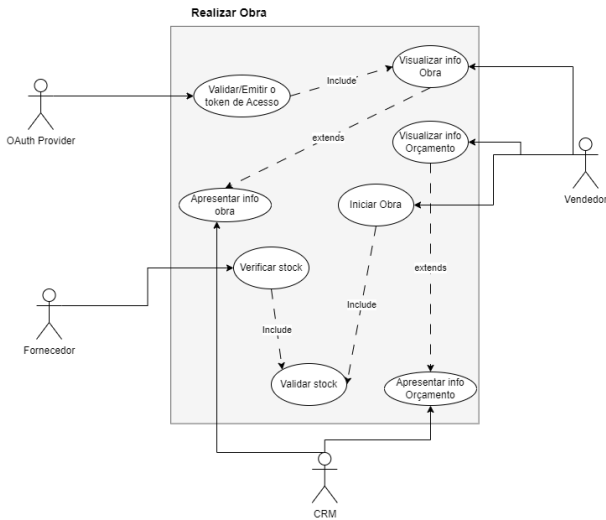 Realizar Obra
Visualizar info
Obra
Include
Validar/Emitir o
token de Acesso
OAuth Provider
extends
Visualizar info
Orçamento
Vendedor
Apresentar info
obra
Iniciar Obra
Verificar stock
extends
Include
Include
Fornecedor
Validar stock
Apresentar info
Orçamento
CRM